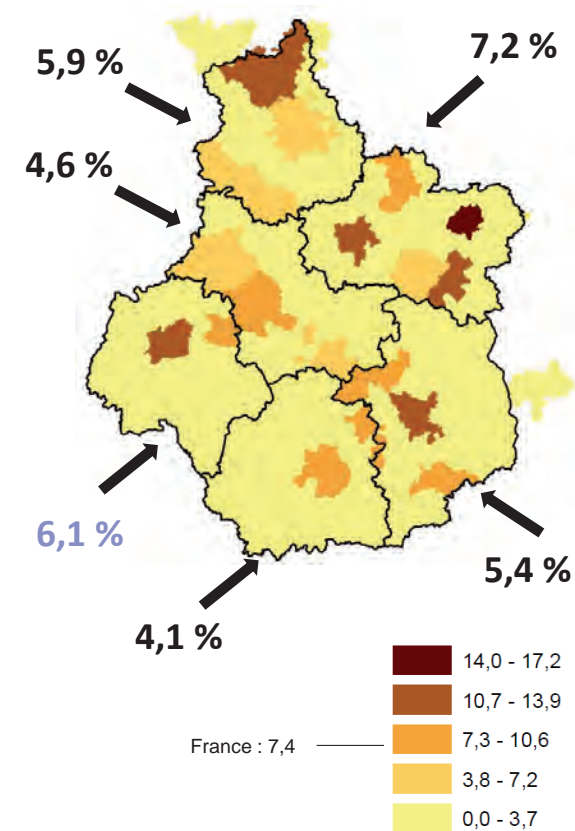 5,9 %
7,2 %
4,6 %
6,1 %
5,4 %
4,1 %
14,0 - 17,2
10,7 - 13,9
France : 7,4
7,3 - 10,6
3,8 - 7,2
0,0 - 3,7